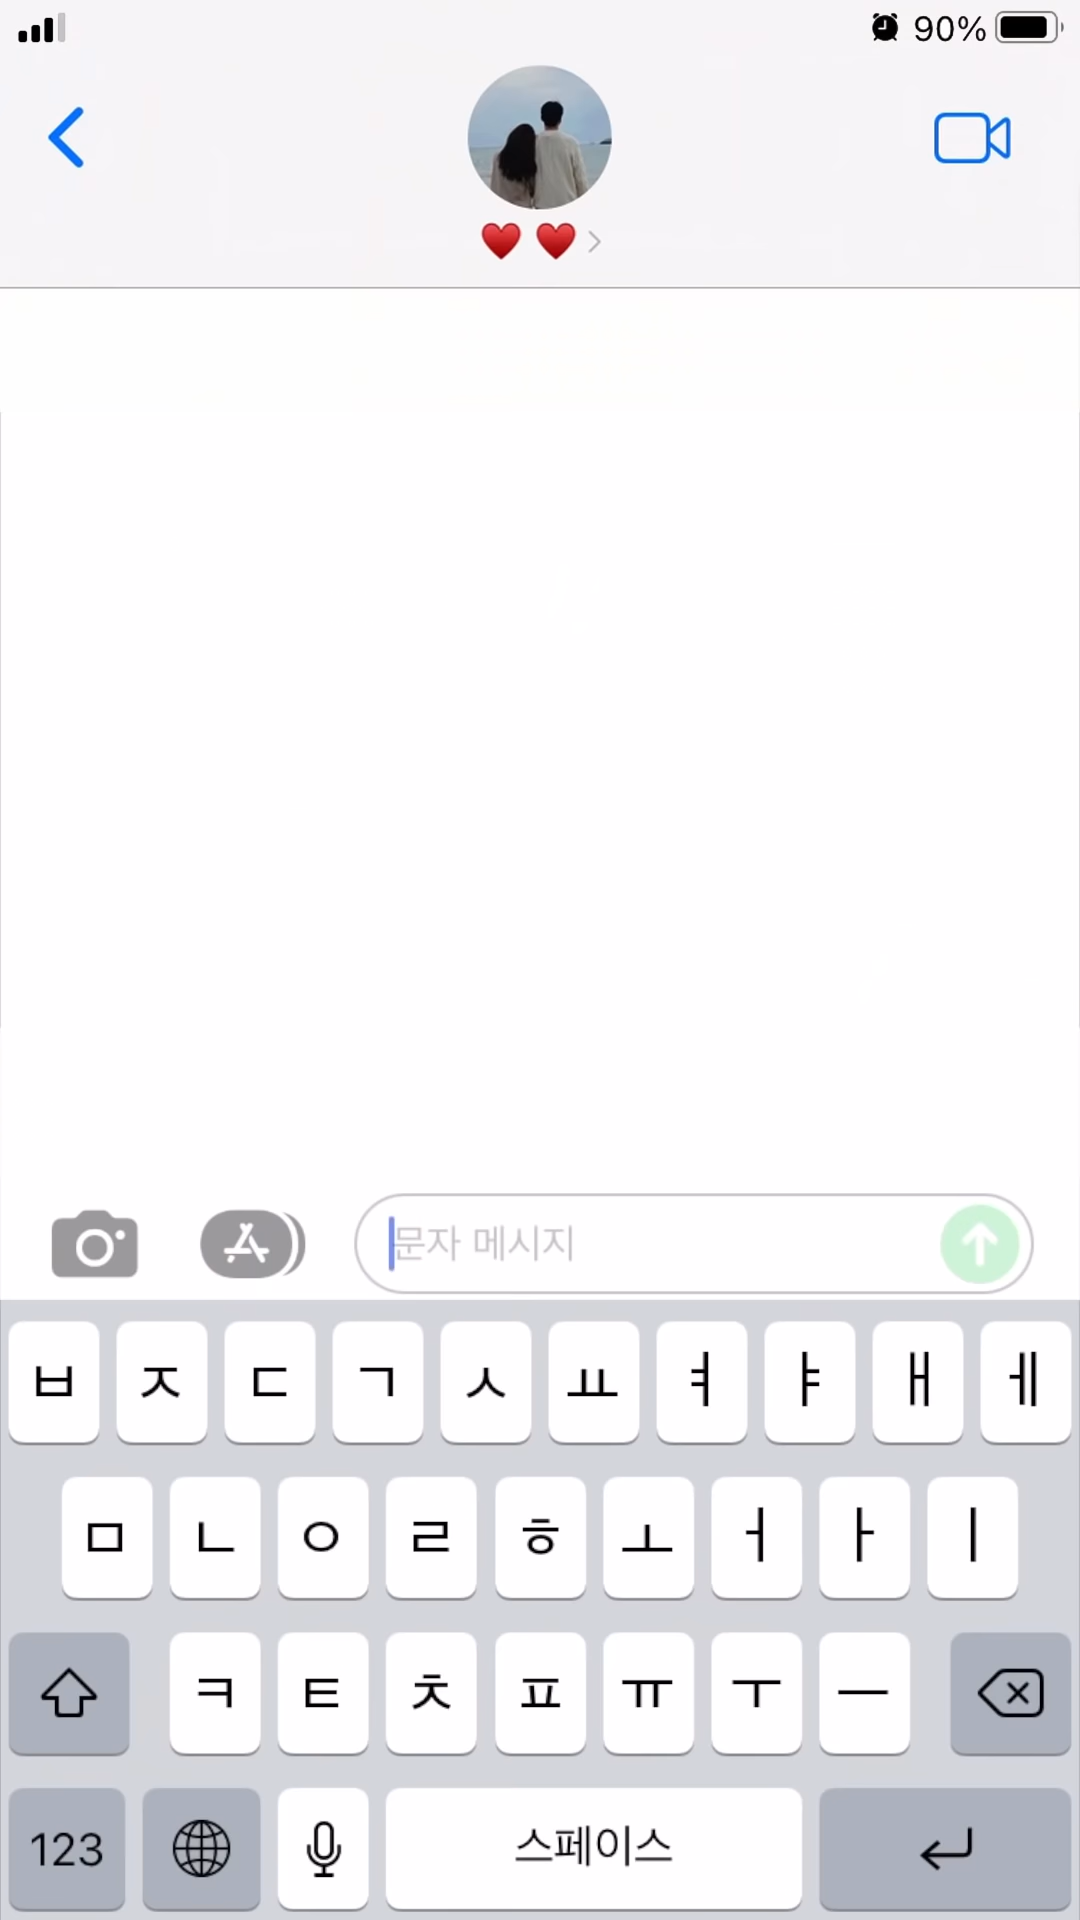 90%
문자 메시지
ㅂ ㅈ ㄷ ㄱ ㅅ ㅛ ㅕ ㅑ ㅐ ㅔ
ㅁ ㄴ ㅇ ㄹ ㅎ ㅗ ㅓ ㅏ ㅣ
ㅋ ㅌ ㅊ ㅍ ㅠ ㅜ ㅡ
123 스페이스